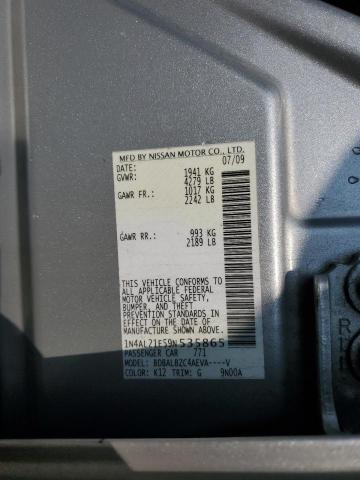 MFD BY NISSAN MOTOR CO., LTD.
DATE: 07/09
GVWR: 1941 KG
4279 LB
GAWR FR.: 1017 KG
2242 LB
GAWR RR.: 993 KG
2189 LB
THIS VEHICLE CONFORMS TO
ALL APPLICABLE FEDERAL
MOTOR VEHICLE SAFETY,
BUMPER, AND THEFT
PREVENTION STANDARDS
IN EFFECT ON THE DATE OF
MANUFACTURE SHOWN ABOVE.
1N4AL21E59N535865
PASSENGER CAR 771
MODEL: BDBALBZC4AEVA----V
COLOR: K12 TRIM: G 9N00A